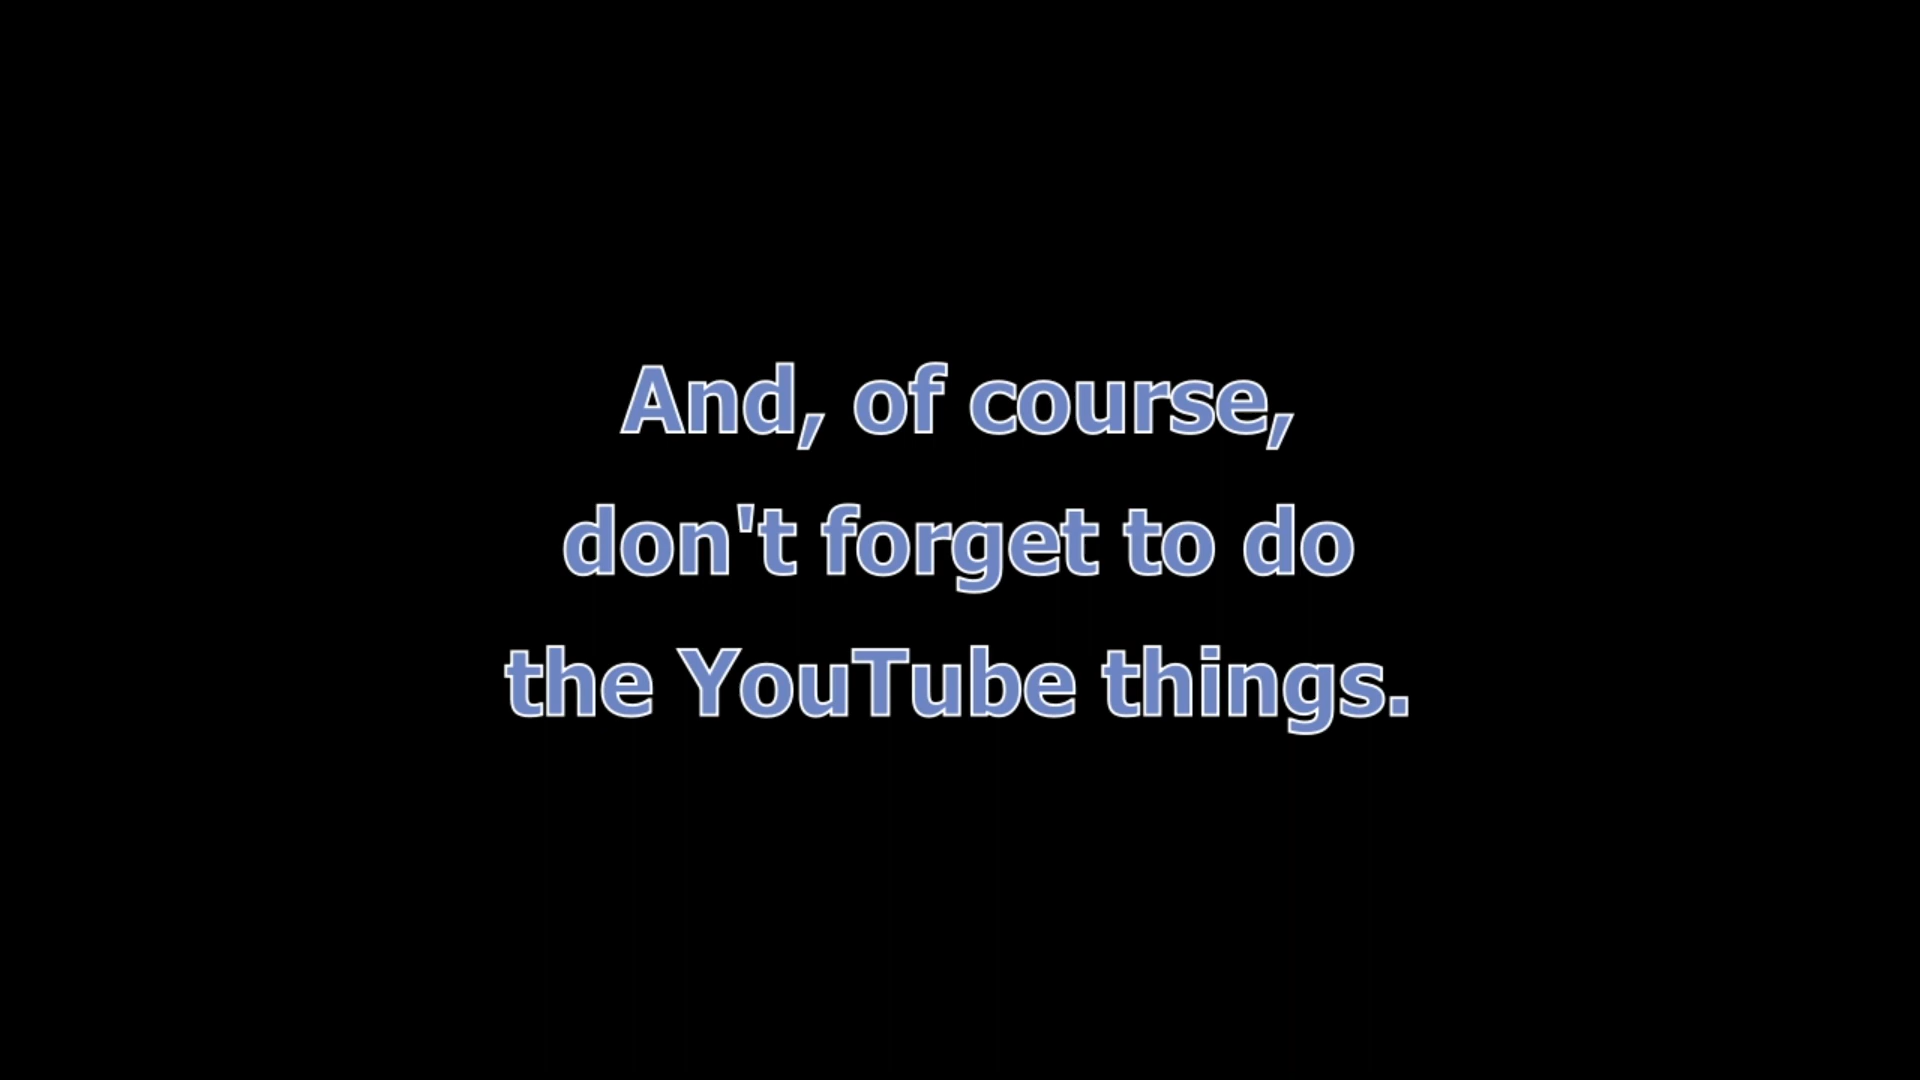 And, of course,
don't forget to do
the YouTube things.